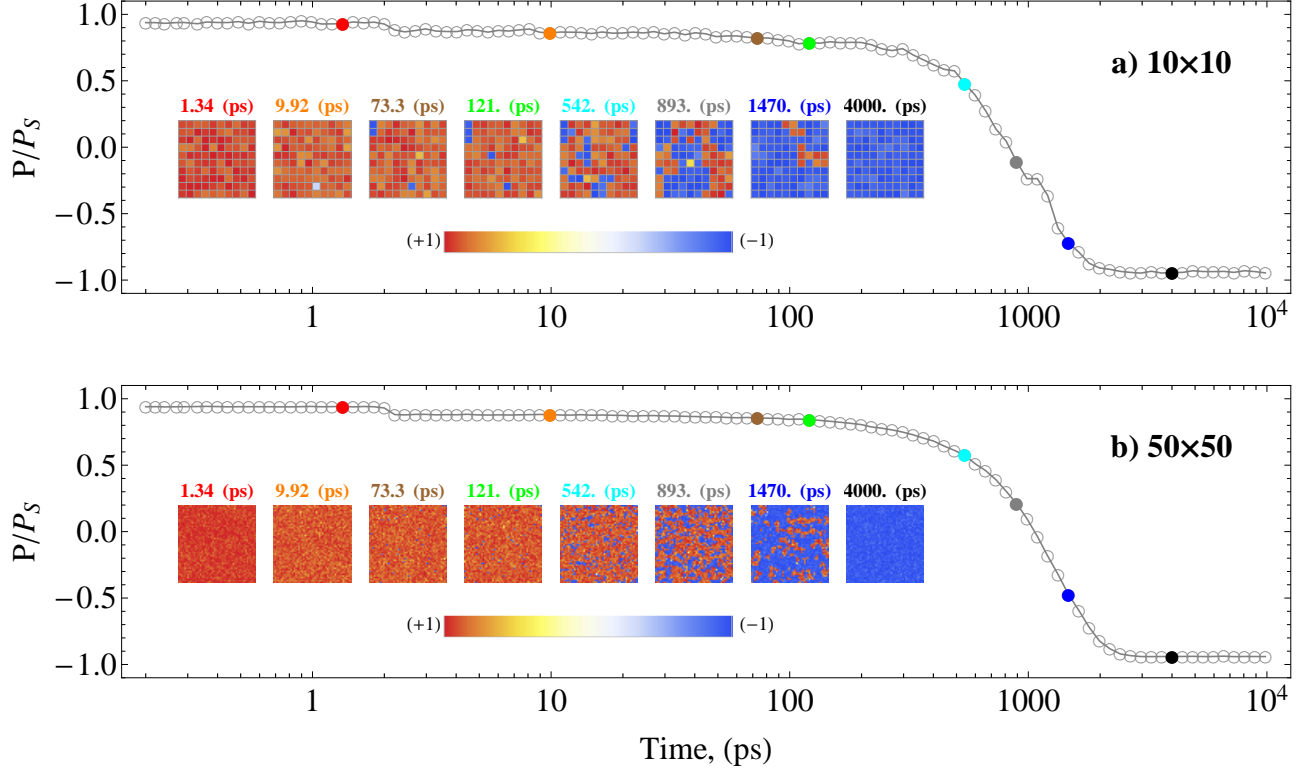 1.0
0.5
0.0
−0.5
−1.0
P/P_S
a) 10×10
1.34 (ps) 9.92 (ps) 73.3 (ps) 121. (ps) 542. (ps) 893. (ps) 1470. (ps) 4000. (ps)
(+1) (−1)
1 10 100 1000 10^4
1.0
0.5
0.0
−0.5
−1.0
P/P_S
b) 50×50
1.34 (ps) 9.92 (ps) 73.3 (ps) 121. (ps) 542. (ps) 893. (ps) 1470. (ps) 4000. (ps)
(+1) (−1)
1 10 100 1000 10^4
Time, (ps)